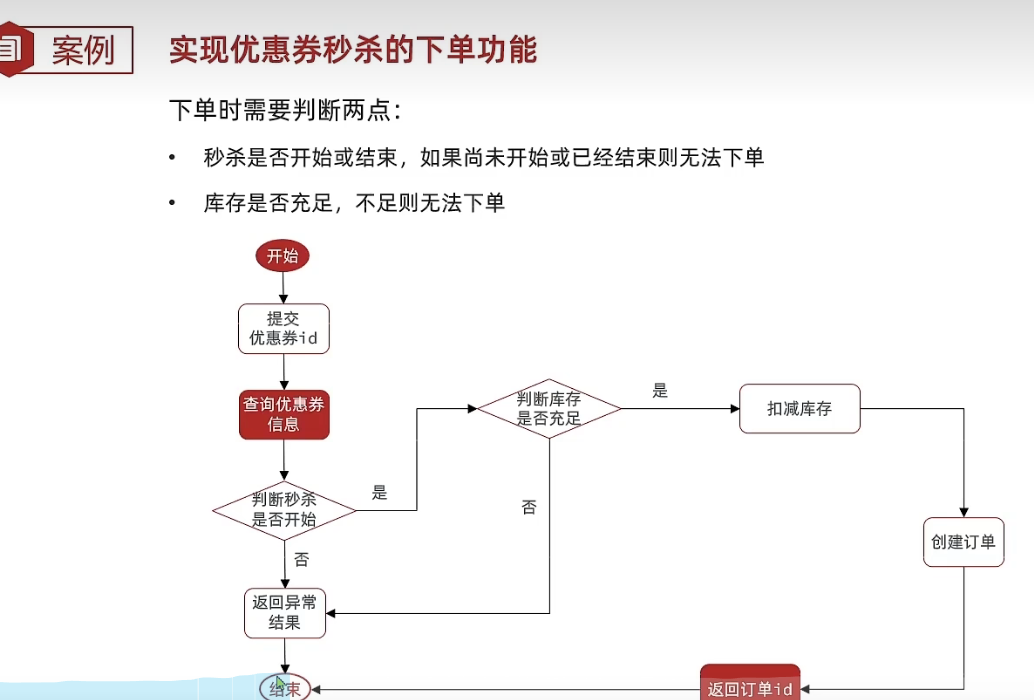 案例
实现优惠券秒杀的下单功能
下单时需要判断两点：
• 秒杀是否开始或结束，如果尚未开始或已经结束则无法下单
• 库存是否充足，不足则无法下单
开始
提交
优惠券id
查询优惠券
信息
判断秒杀
是否开始
是
否
判断库存
是否充足
是
否
扣减库存
创建订单
返回异常
结果
返回订单id
结束